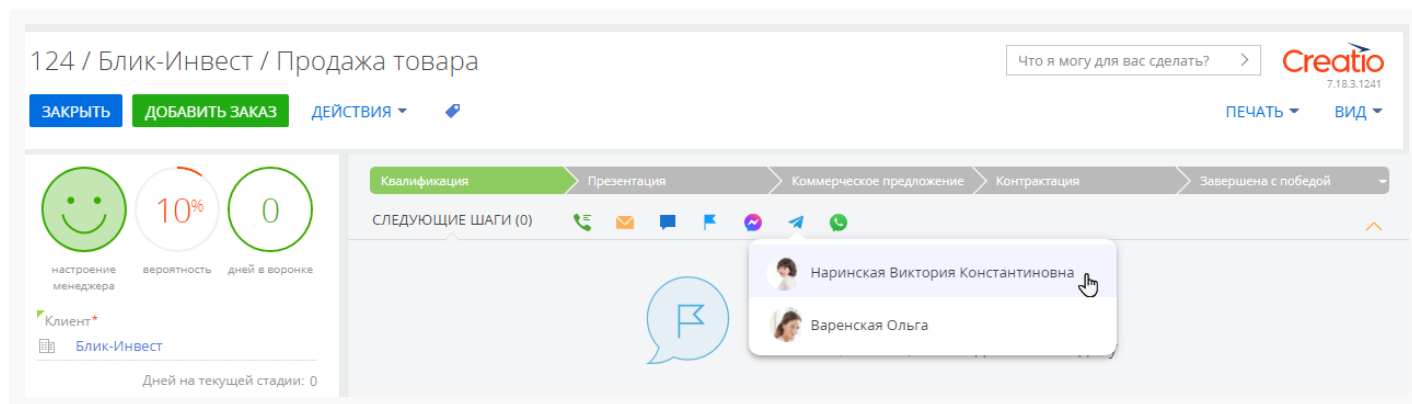 124 / Блик-Инвест / Продажа товара
Что я могу для вас сделать?
Creatio
7.18.3.1241
ЗАКРЫТЬ
ДОБАВИТЬ ЗАКАЗ
ДЕЙСТВИЯ
ПЕЧАТЬ
ВИД
10%
0
настроение
менеджера
вероятность
дней в воронке
Клиент*
Блик-Инвест
Дней на текущей стадии: 0
Квалификация
Презентация
Коммерческое предложение
Контрактация
Завершена с победой
СЛЕДУЮЩИЕ ШАГИ (0)
Наринская Виктория Константиновна
Варенская Ольга